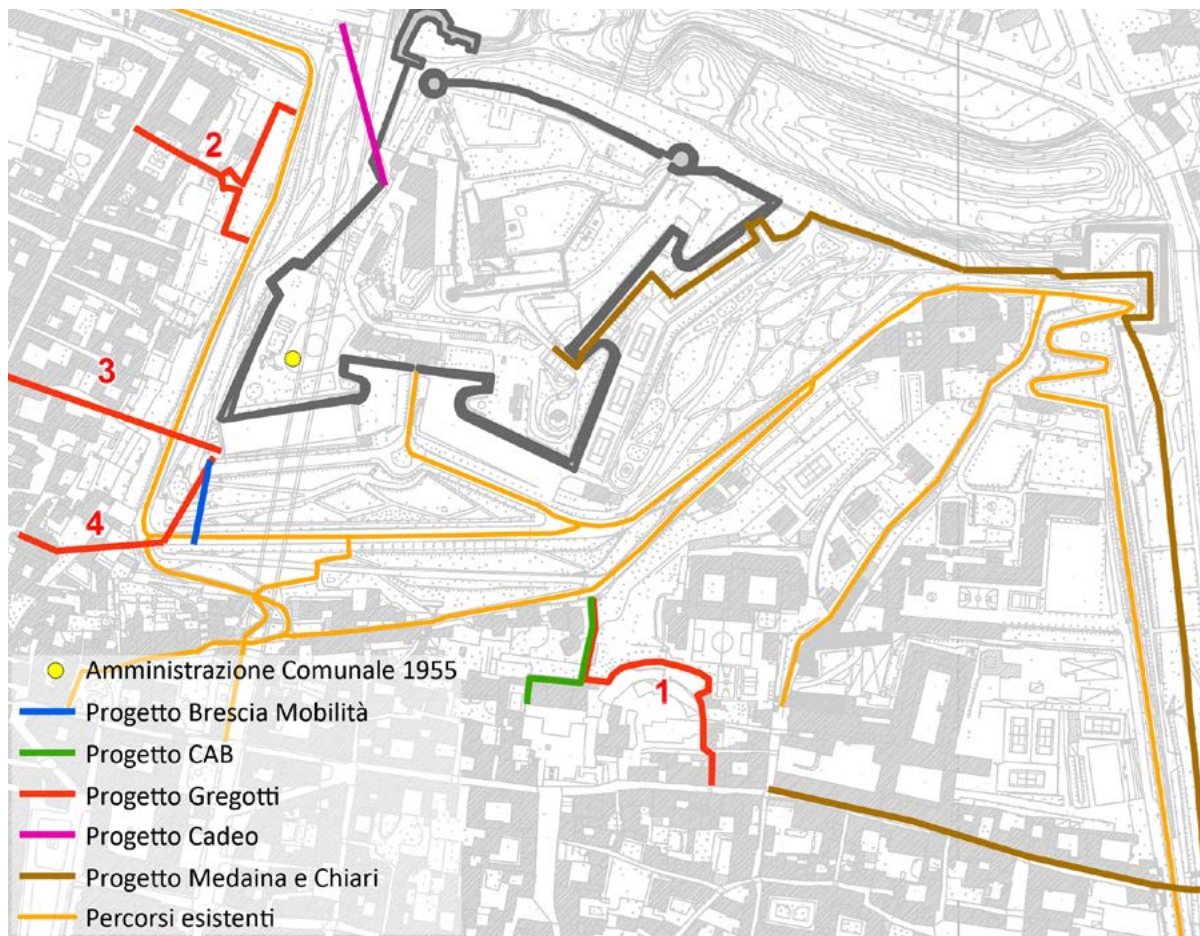 2
3
4
1
Amministrazione Comunale 1955
Progetto Brescia Mobilità
Progetto CAB
Progetto Gregotti
Progetto Cadeo
Progetto Medaina e Chiari
Percorsi esistenti